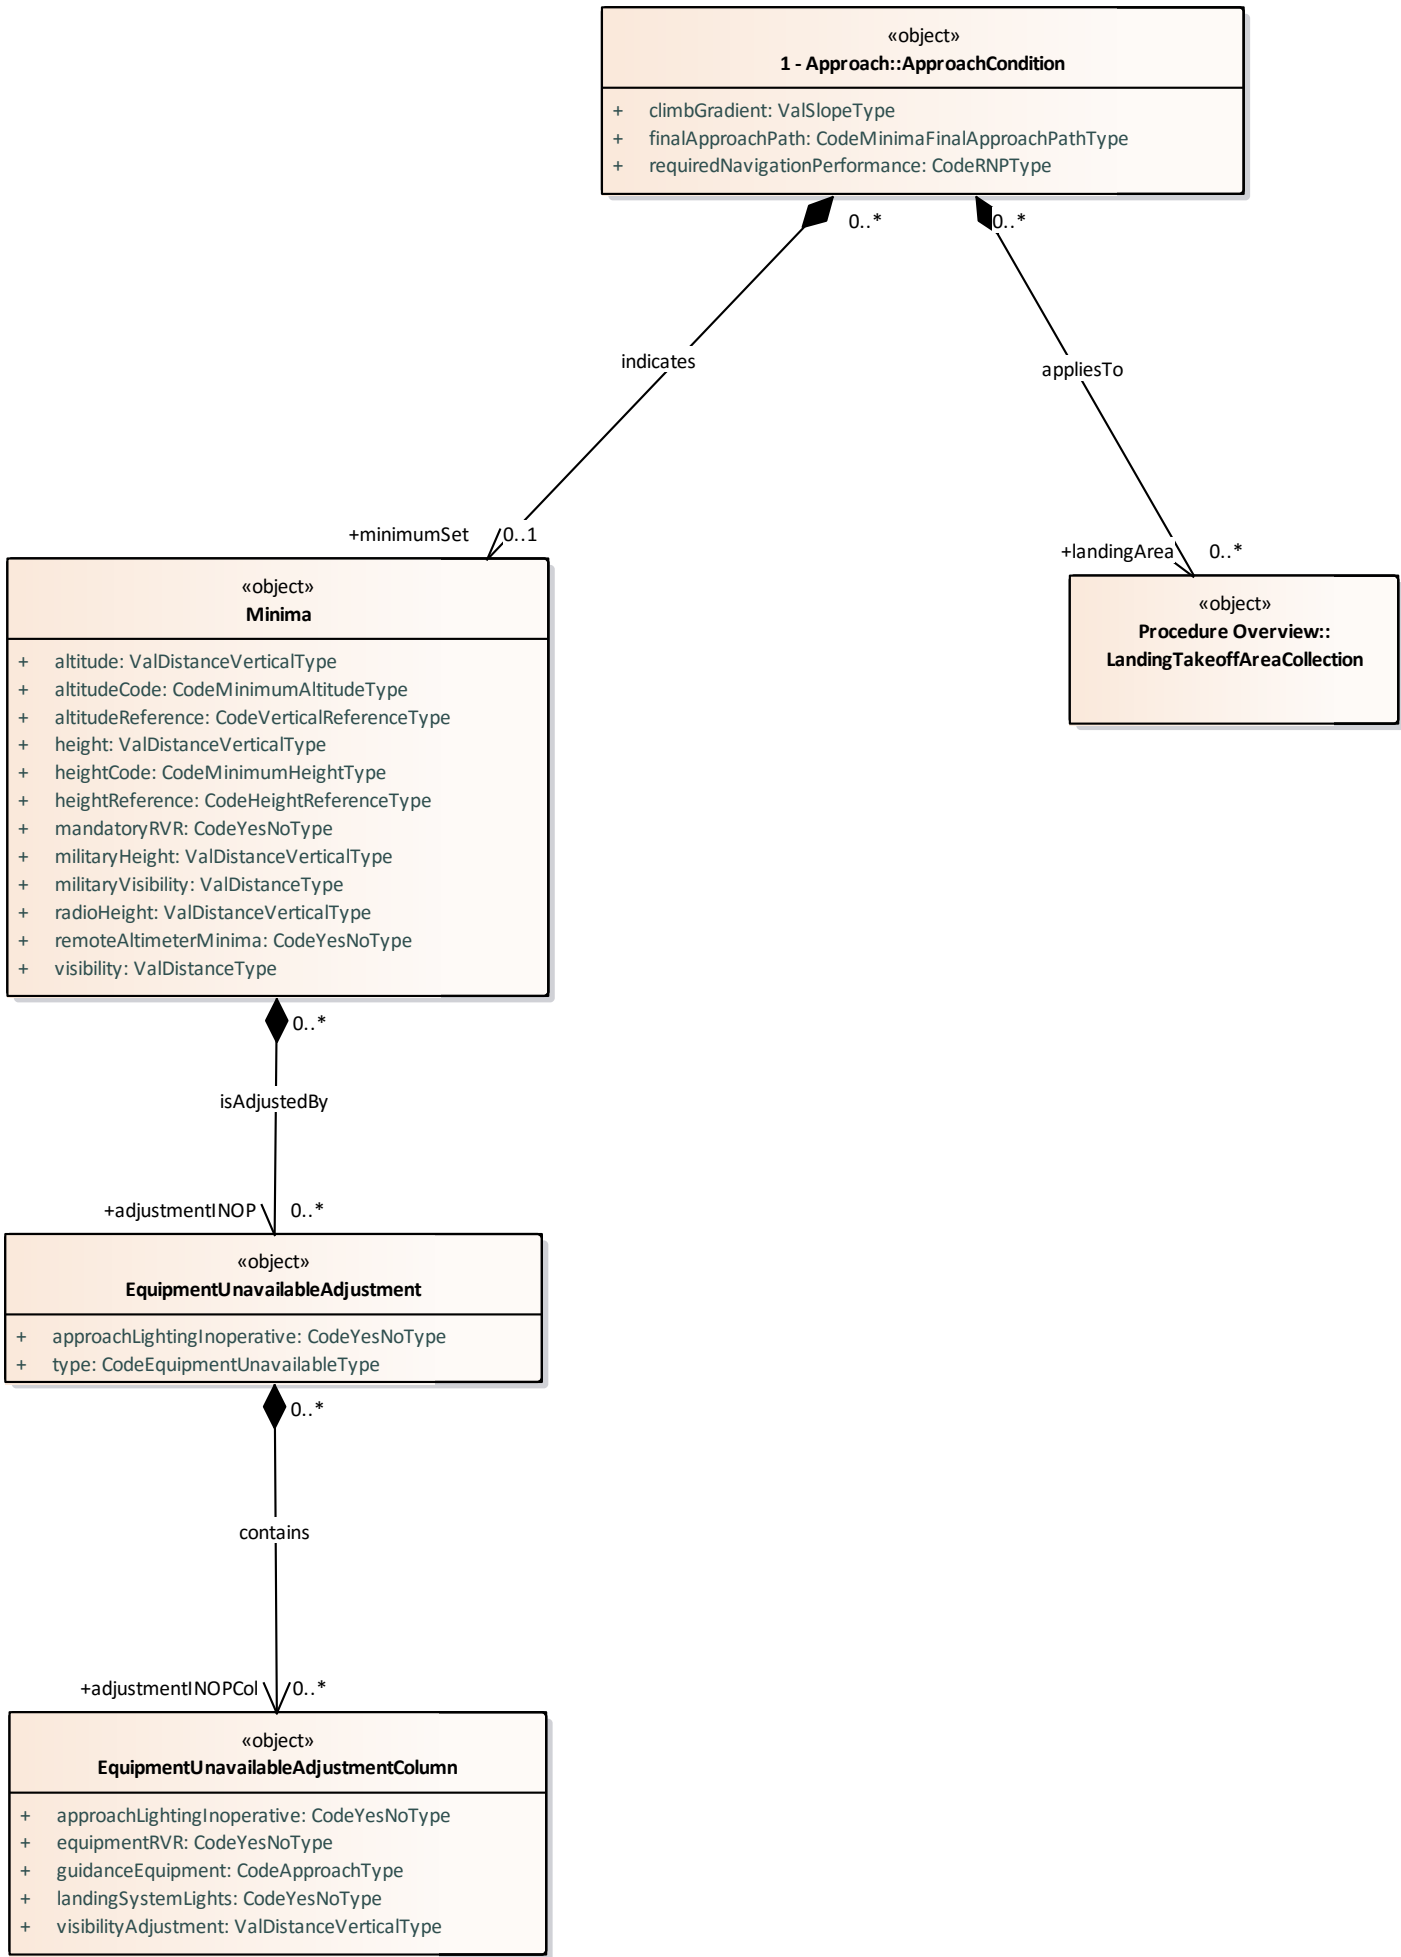 «object»
1 - Approach::ApproachCondition
+ climbGradient: ValSlopeType
+ finalApproachPath: CodeMinimaFinalApproachPathType
+ requiredNavigationPerformance: CodeRNPType
0..*
0..*
indicates
appliesTo
+minimumSet
0..1
+landingArea
0..*
«object»
Minima
+ altitude: ValDistanceVerticalType
+ altitudeCode: CodeMinimumAltitudeType
+ altitudeReference: CodeVerticalReferenceType
+ height: ValDistanceVerticalType
+ heightCode: CodeMinimumHeightType
+ heightReference: CodeHeightReferenceType
+ mandatoryRVR: CodeYesNoType
+ militaryHeight: ValDistanceVerticalType
+ militaryVisibility: ValDistanceType
+ radioHeight: ValDistanceVerticalType
+ remoteAltimeterMinima: CodeYesNoType
+ visibility: ValDistanceType
«object»
Procedure Overview::
LandingTakeoffAreaCollection
0..*
isAdjustedBy
+adjustmentINOP
0..*
«object»
EquipmentUnavailableAdjustment
+ approachLightingInoperative: CodeYesNoType
+ type: CodeEquipmentUnavailableType
0..*
contains
+adjustmentINOPCol
0..*
«object»
EquipmentUnavailableAdjustmentColumn
+ approachLightingInoperative: CodeYesNoType
+ equipmentRVR: CodeYesNoType
+ guidanceEquipment: CodeApproachType
+ landingSystemLights: CodeYesNoType
+ visibilityAdjustment: ValDistanceVerticalType